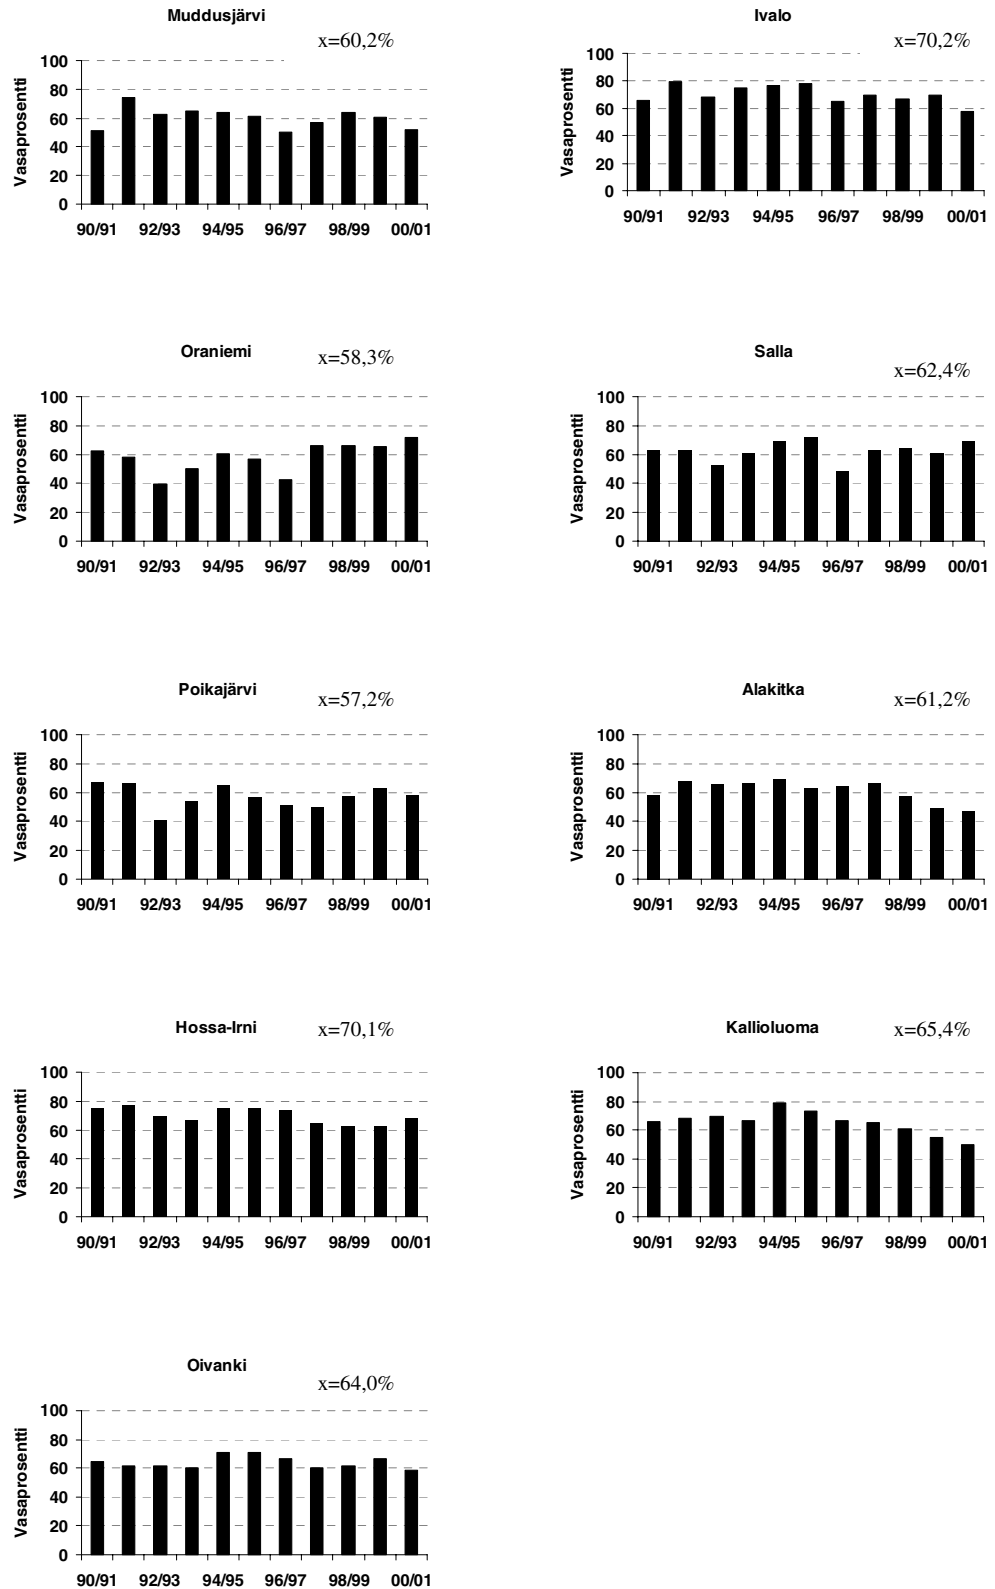 Muddusjärvi
x=60,2%
Vasaprosentti
100
80
60
40
20
0
90/91 92/93 94/95 96/97 98/99 00/01
Ivalo
x=70,2%
Vasaprosentti
100
80
60
40
20
0
90/91 92/93 94/95 96/97 98/99 00/01
Oraniemi
x=58,3%
Vasaprosentti
100
80
60
40
20
0
90/91 92/93 94/95 96/97 98/99 00/01
Salla
x=62,4%
Vasaprosentti
100
80
60
40
20
0
90/91 92/93 94/95 96/97 98/99 00/01
Poikajärvi
x=57,2%
Vasaprosentti
100
80
60
40
20
0
90/91 92/93 94/95 96/97 98/99 00/01
Alakitka
x=61,2%
Vasaprosentti
100
80
60
40
20
0
90/91 92/93 94/95 96/97 98/99 00/01
Hossa-Irni
x=70,1%
Vasaprosentti
100
80
60
40
20
0
90/91 92/93 94/95 96/97 98/99 00/01
Kallioluoma
x=65,4%
Vasaprosentti
100
80
60
40
20
0
90/91 92/93 94/95 96/97 98/99 00/01
Oivanki
x=64,0%
Vasaprosentti
100
80
60
40
20
0
90/91 92/93 94/95 96/97 98/99 00/01